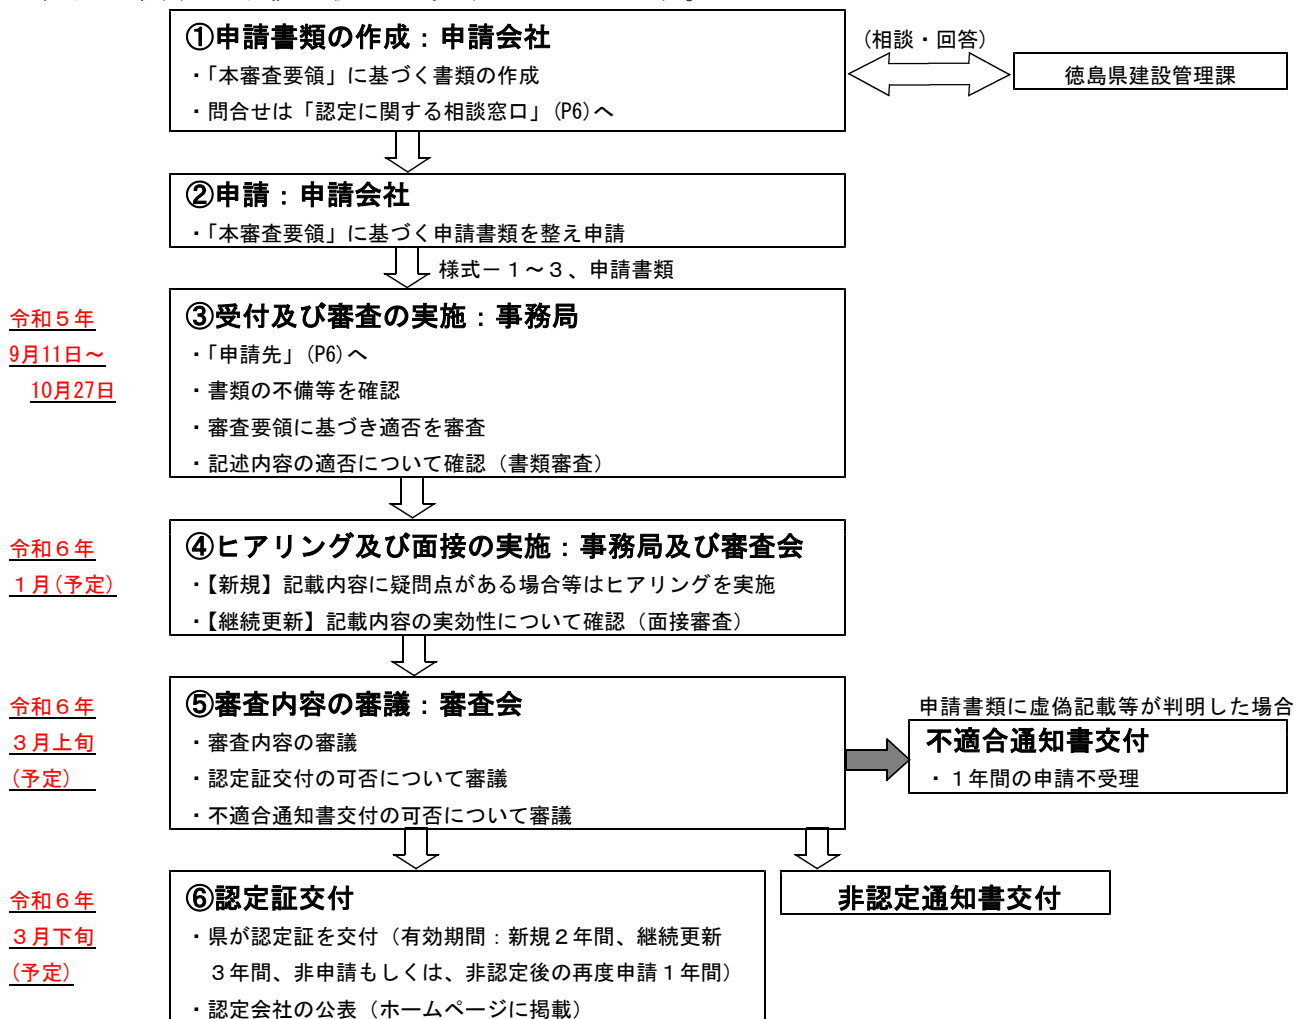 ①申請書類の作成：申請会社
・「本審査要領」に基づく書類の作成
・問合せは「認定に関する相談窓口」(P6)へ
(相談・回答)
徳島県建設管理課
②申請：申請会社
・「本審査要領」に基づく申請書類を整え申請
様式－１～３、申請書類
令和５年
9月11日～
10月27日
③受付及び審査の実施：事務局
・「申請先」(P6)へ
・書類の不備等を確認
・審査要領に基づき適否を審査
・記述内容の適否について確認（書類審査）
令和６年
１月(予定)
④ヒアリング及び面接の実施：事務局及び審査会
・【新規】記載内容に疑問点がある場合等はヒアリングを実施
・【継続更新】記載内容の実効性について確認（面接審査）
令和６年
３月上旬
(予定)
⑤審査内容の審議：審査会
・審査内容の審議
・認定証交付の可否について審議
・不適合通知書交付の可否について審議
申請書類に虚偽記載等が判明した場合
不適合通知書交付
・１年間の申請不受理
令和６年
３月下旬
(予定)
⑥認定証交付
・県が認定証を交付（有効期間：新規２年間、継続更新
３年間、非申請もしくは、非認定後の再度申請１年間）
・認定会社の公表（ホームページに掲載）
非認定通知書交付